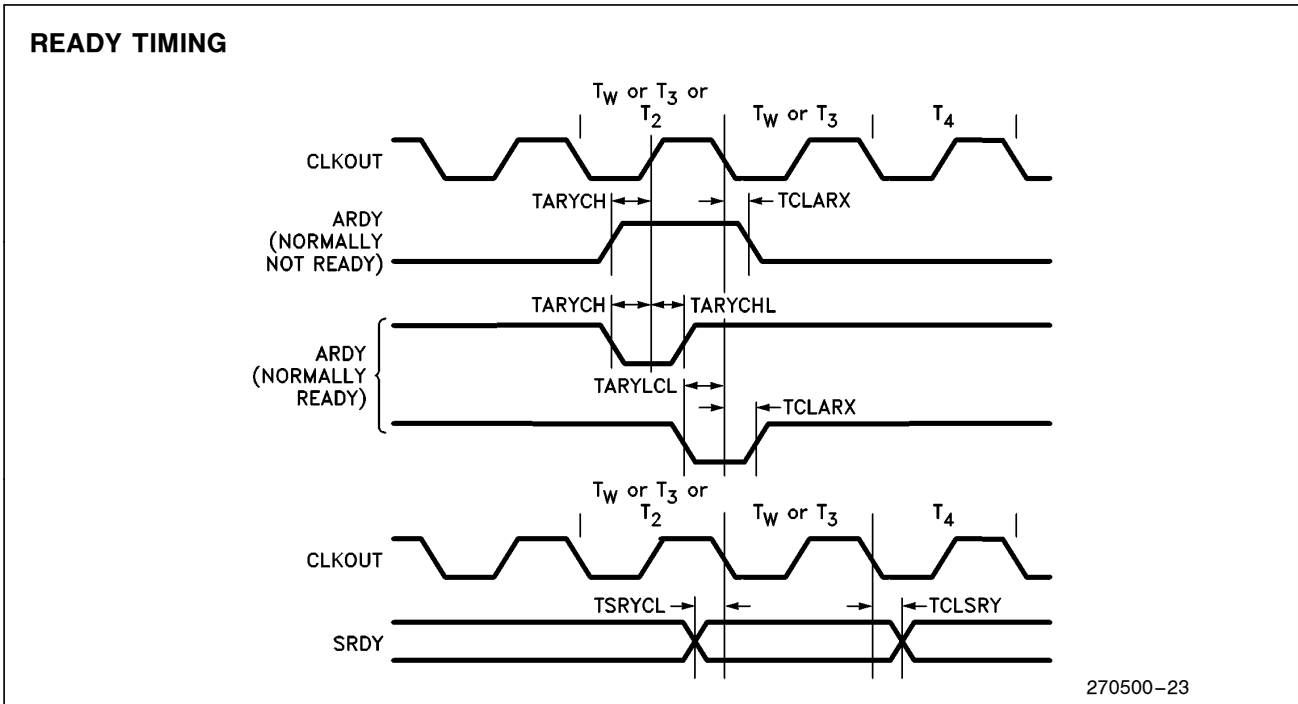 READY TIMING
TW or T3 or
T2
TW or T3
T4
CLKOUT
TARYCH
TCLARX
ARDY
(NORMALLY
NOT READY)
TARYCH
TARYCHL
ARDY
(NORMALLY
READY)
TARYLCL
TCLARX
TW or T3 or
T2
TW or T3
T4
CLKOUT
TSRYCL
TCLSRY
SRDY
270500–23